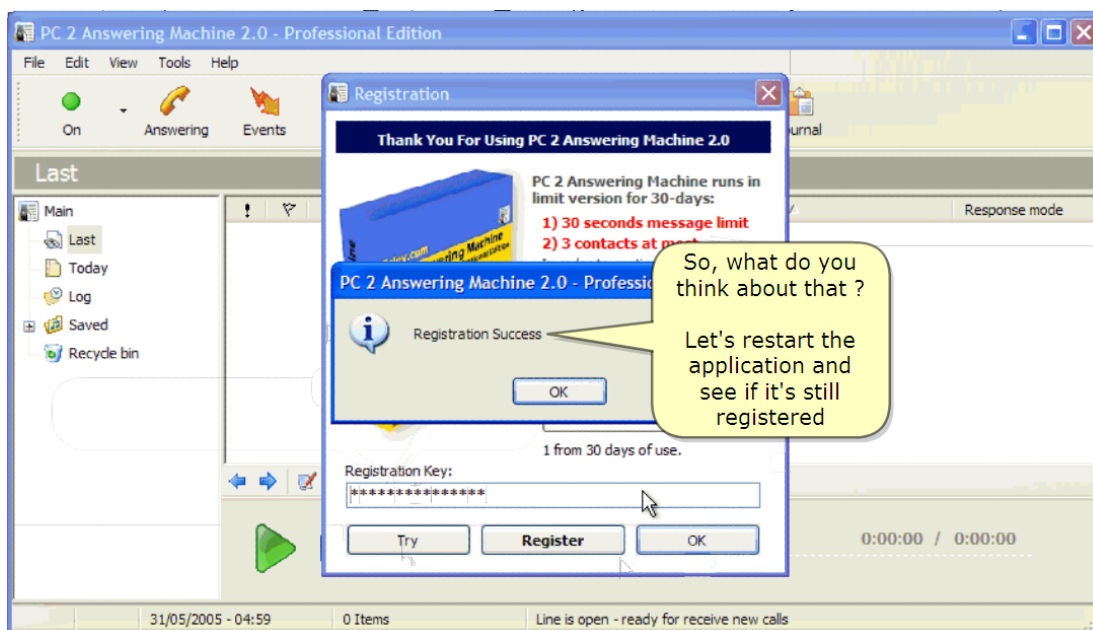 PC 2 Answering Machine 2.0 - Professional Edition
File Edit View Tools Help
On Answering Events
Last
Main
Last
Today
Log
Saved
Recycle bin
! Response mode
Registration
Thank You For Using PC 2 Answering Machine 2.0
PC 2 Answering Machine runs in
limit version for 30-days:
1) 30 seconds message limit
2) 3 contacts at most
PC 2 Answering Machine 2.0 -
Registration Success
OK
So, what do you
think about that ?
Let's restart the
application and
see if it's still
registered
1 from 30 days of use.
Registration Key:
***************
Try Register OK
0:00:00 / 0:00:00
31/05/2005 - 04:59 0 Items Line is open - ready for receive new calls